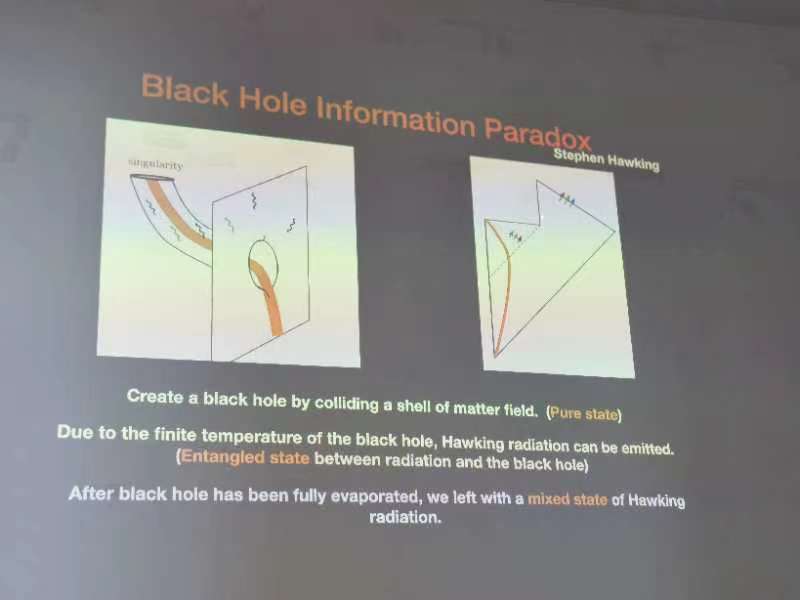 Black Hole Information Paradox
Stephen Hawking
singularity
Create a black hole by colliding a shell of matter field. (Pure state)
Due to the finite temperature of the black hole, Hawking radiation can be emitted.
(Entangled state between radiation and the black hole)
After black hole has been fully evaporated, we left with a mixed state of Hawking
radiation.